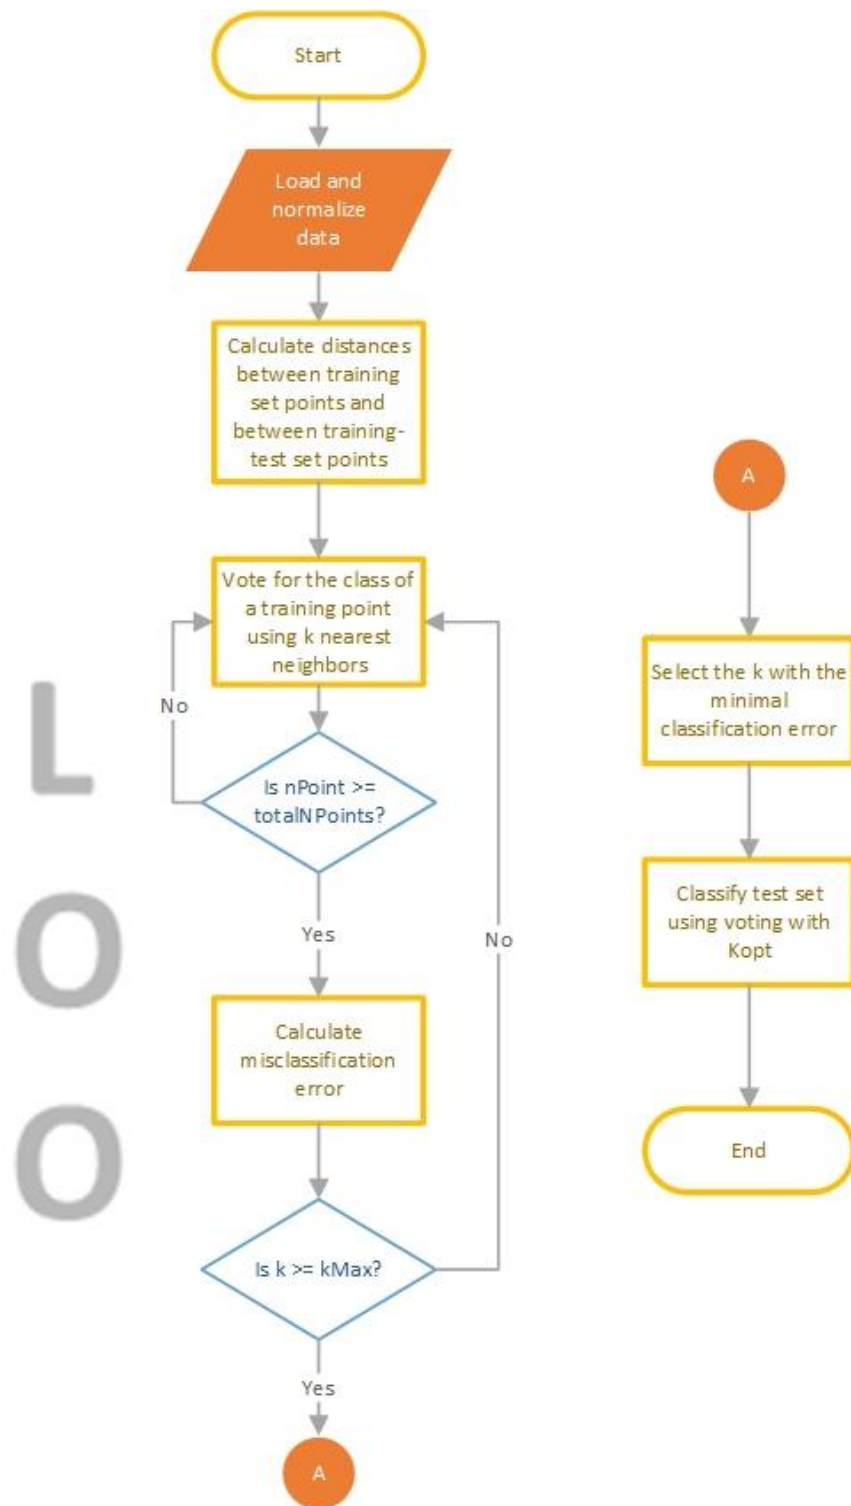 Start
Load and
normalize
data
Calculate distances
between training
set points and
between training-
test set points
Vote for the class of
a training point
using k nearest
neighbors
No
Is nPoint >=
totalNPoints?
Yes
No
Calculate
misclassification
error
Is k >= kMax?
Yes
A
L
O
O
A
Select the k with the
minimal
classification error
Classify test set
using voting with
Kopt
End